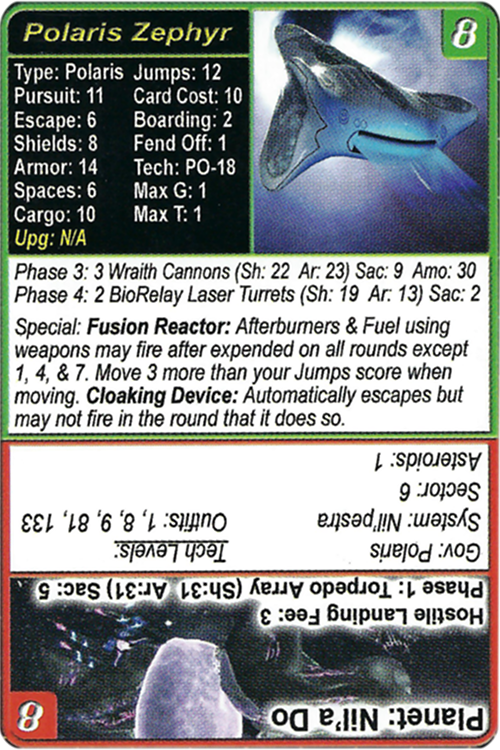 Polaris Zephyr
8
Type: Polaris Jumps: 12
Pursuit: 11 Card Cost: 10
Escape: 6 Boarding: 2
Shields: 8 Fend Off: 1
Armor: 14 Tech: PO-18
Spaces: 6 Max G: 1
Cargo: 10 Max T: 1
Upg: N/A
Phase 3: 3 Wraith Cannons (Sh: 22 Ar: 23) Sac: 9 Amo: 30
Phase 4: 2 BioRelay Laser Turrets (Sh: 19 Ar: 13) Sac: 2
Special: Fusion Reactor: Afterburners & Fuel using
weapons may fire after expended on all rounds except
1, 4, & 7. Move 3 more than your Jumps score when
moving. Cloaking Device: Automatically escapes but
may not fire in the round that it does so.
Planet: Nil'a Do
8
Hostile Landing Fee: 3
Phase 1: Torpedo Array (Sh:31 Ar:31) Sac: 5
Gov: Polaris Tech Levels:
System: Nil'pestra Outfits: 1, 8, 9, 81, 133
Sector: 6
Asteroids: 1